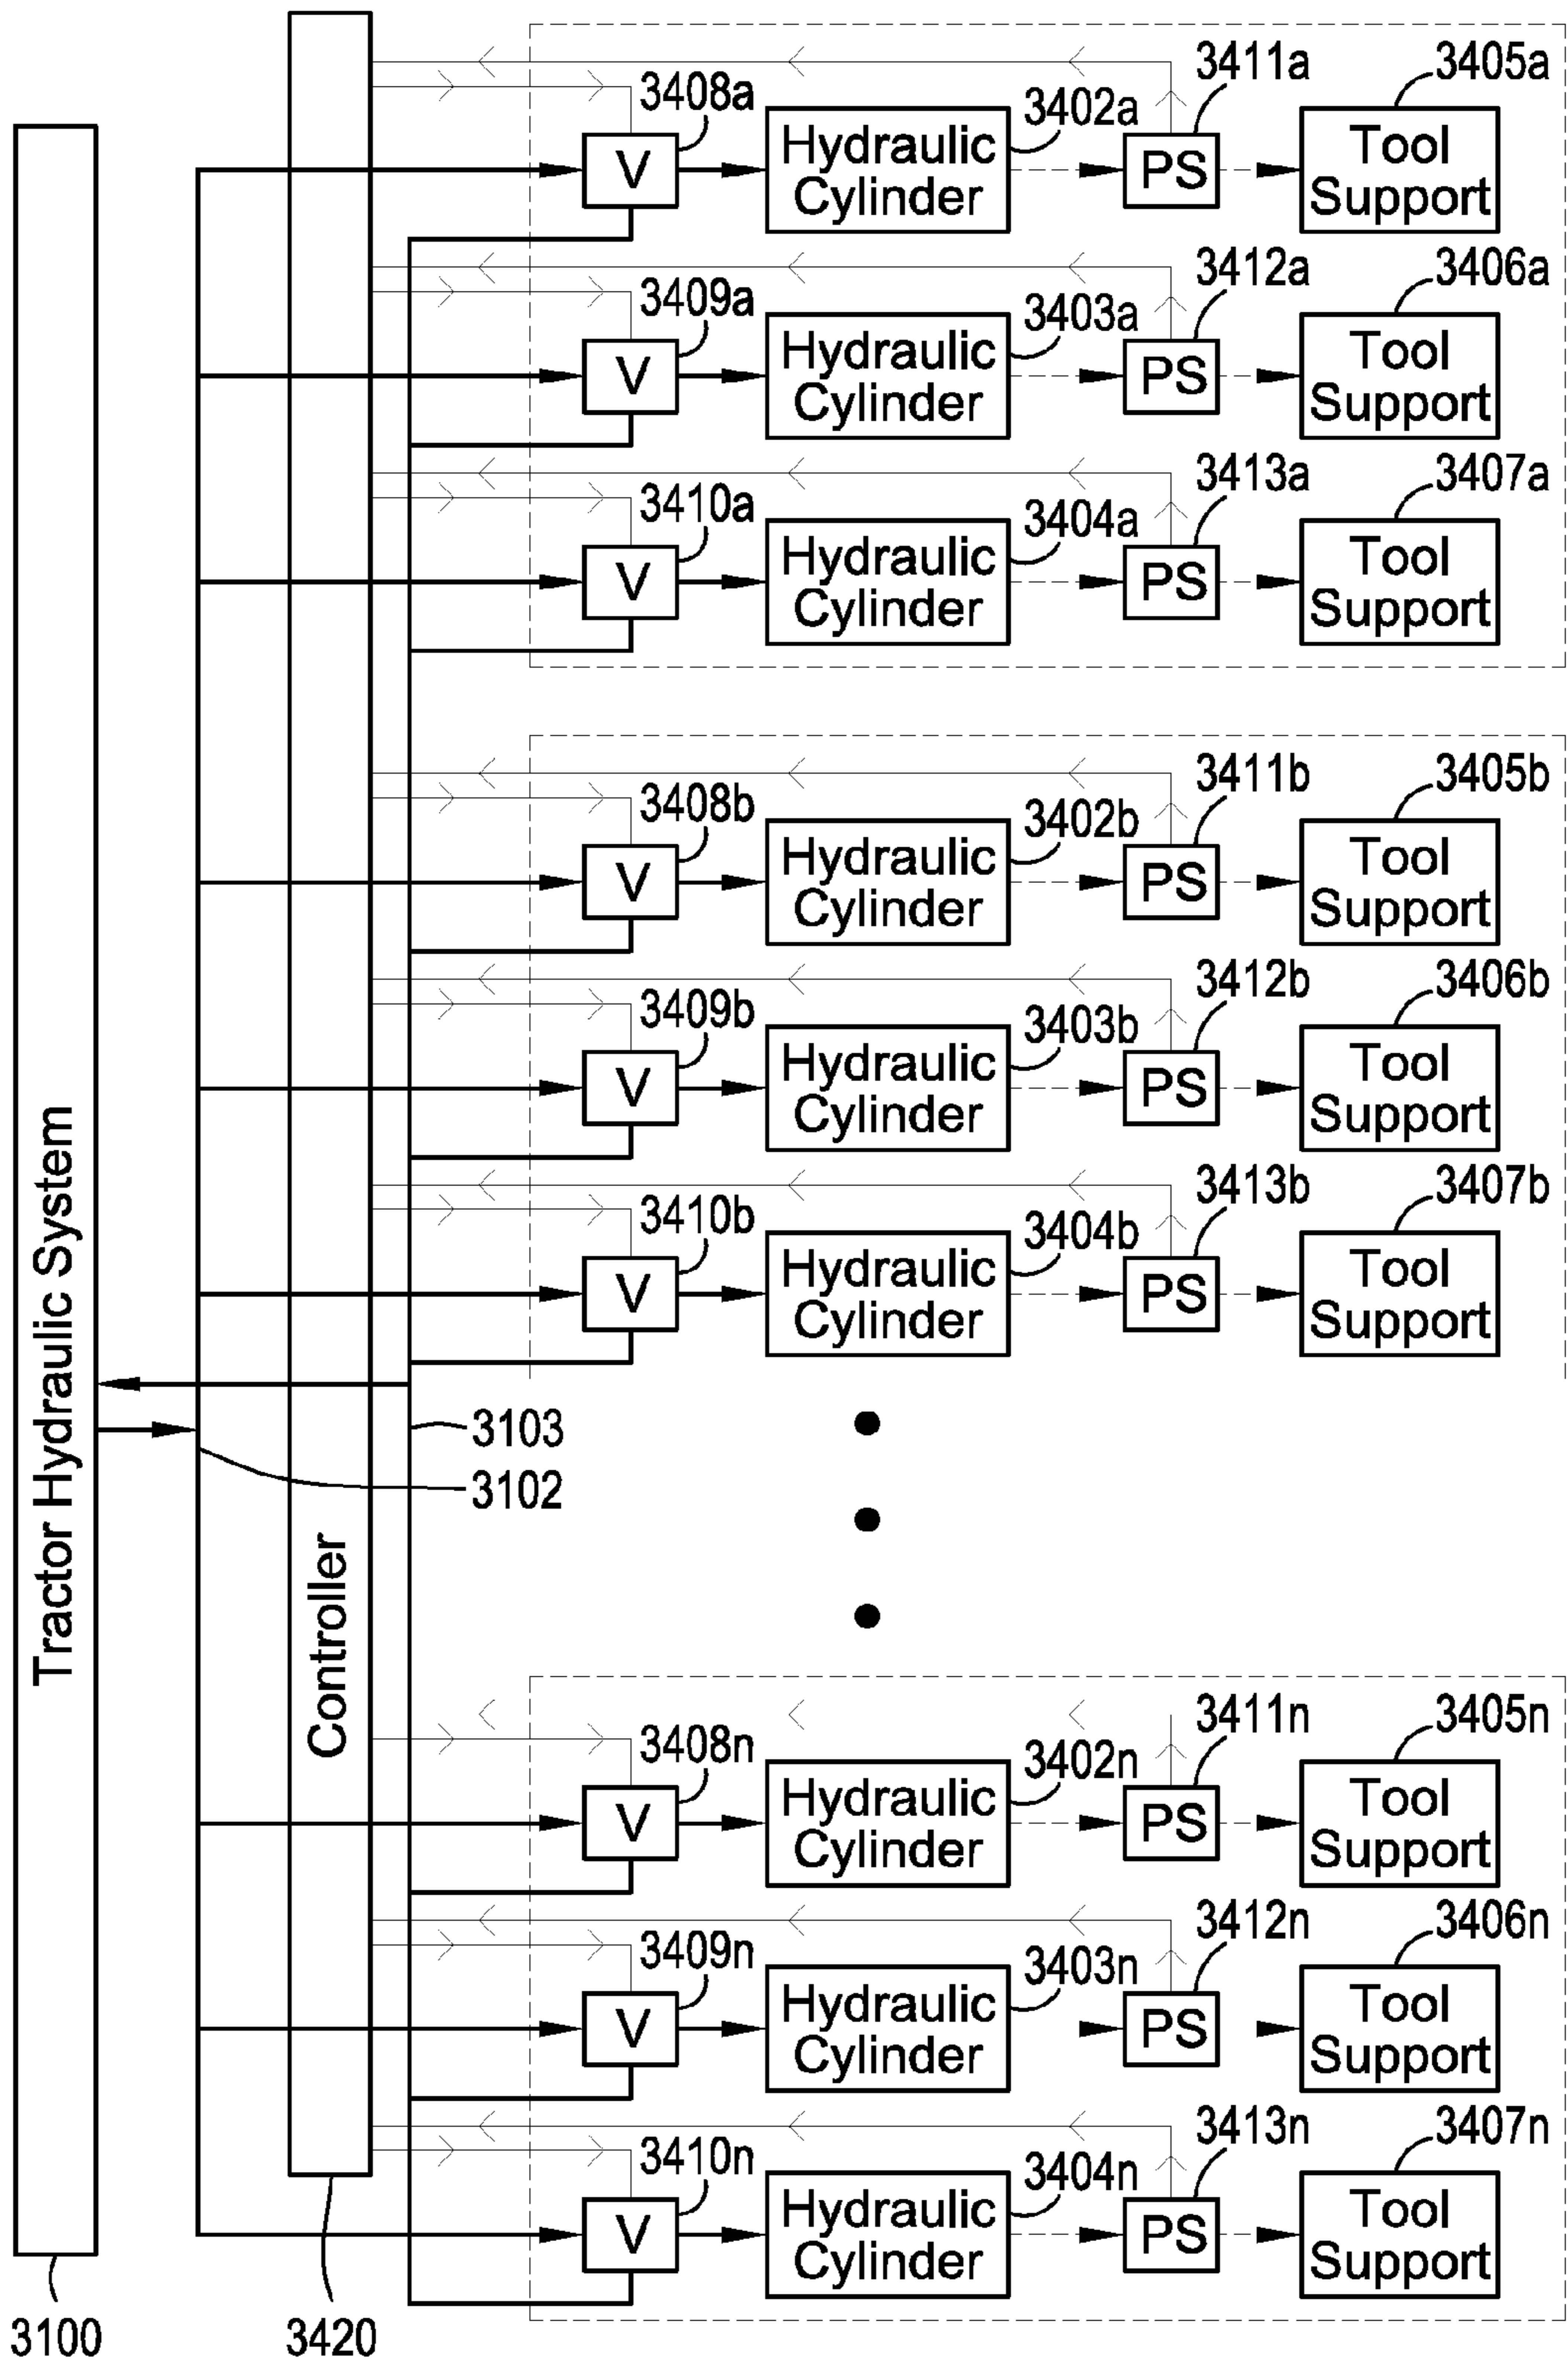 3411a
3405a
3408a
3402a
V
Hydraulic
Cylinder
PS
Tool
Support
3412a
3406a
3409a
3403a
V
Hydraulic
Cylinder
PS
Tool
Support
3413a
3407a
3410a
3404a
V
Hydraulic
Cylinder
PS
Tool
Support
3411b
3405b
3408b
3402b
V
Hydraulic
Cylinder
PS
Tool
Support
3412b
3406b
3409b
3403b
V
Hydraulic
Cylinder
PS
Tool
Support
3413b
3407b
3410b
3404b
V
Hydraulic
Cylinder
PS
Tool
Support
Tractor Hydraulic System
3103
3102
Controller
3411n
3405n
3408n
3402n
V
Hydraulic
Cylinder
PS
Tool
Support
3412n
3406n
3409n
3403n
V
Hydraulic
Cylinder
PS
Tool
Support
3413n
3407n
3410n
3404n
V
Hydraulic
Cylinder
PS
Tool
Support
3100
3420